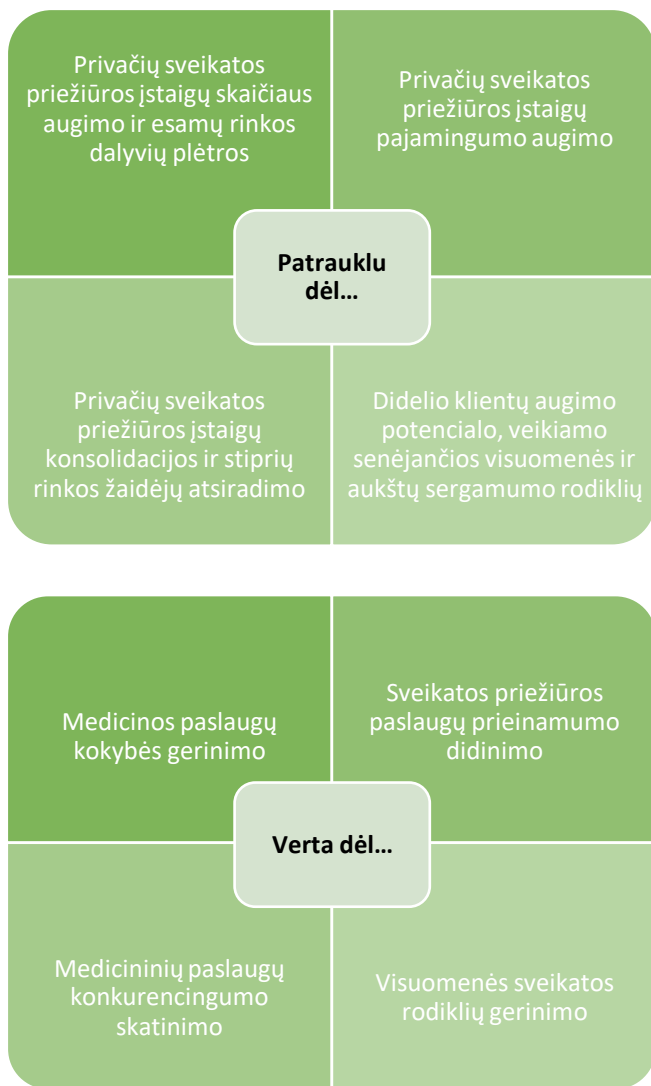 Privačių sveikatos
priežiūros įstaigų skaičiaus
augimo ir esamų rinkos
dalyvių plėtros
Privačių sveikatos
priežiūros įstaigų
pajamingumo augimo
Patrauklu
dėl...
Privačių sveikatos
priežiūros įstaigų
konsolidacijos ir stiprių
rinkos žaidėjų atsiradimo
Didelio klientų augimo
potencialo, veikiamo
senėjančios visuomenės ir
aukštų sergamumo rodiklių
Medicinos paslaugų
kokybės gerinimo
Sveikatos priežiūros
paslaugų prieinamumo
didinimo
Verta dėl...
Medicininių paslaugų
konkurencingumo
skatinimo
Visuomenės sveikatos
rodiklių gerinimo